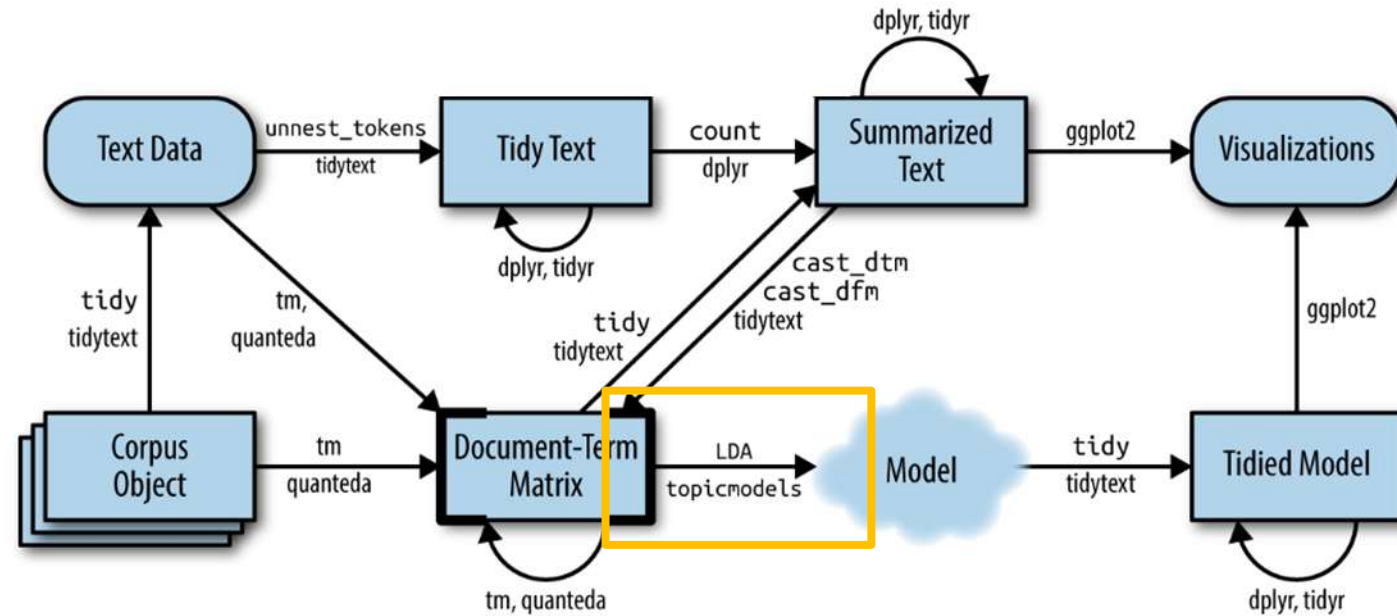 dplyr, tidyr
Text Data
unnest_tokens
tidytext
Tidy Text
count
dplyr
Summarized
Text
ggplot2
Visualizations
dplyr, tidyr
tidy
tidytext
tm,
quanteda
tidy
tidytext
cast_dtm
cast_dfm
tidytext
ggplot2
Corpus
Object
tm
quanteda
Document-Term
Matrix
LDA
topicmodels
Model
tidy
tidytext
Tidied Model
tm, quanteda
dplyr, tidyr